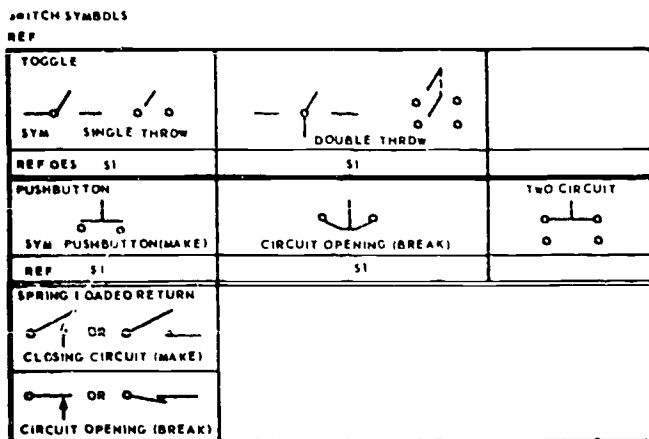 SWITCH SYMBOLS
REF
TOGGLE
SYM SINGLE THROW
DOUBLE THROW
REF DES S1 S1
PUSHBUTTON TWO CIRCUIT
SYM PUSHBUTTON(MAKE) CIRCUIT OPENING (BREAK)
REF S1 S1
SPRING LOADED RETURN
OR
CLOSING CIRCUIT (MAKE)
OR
CIRCUIT OPENING (BREAK)